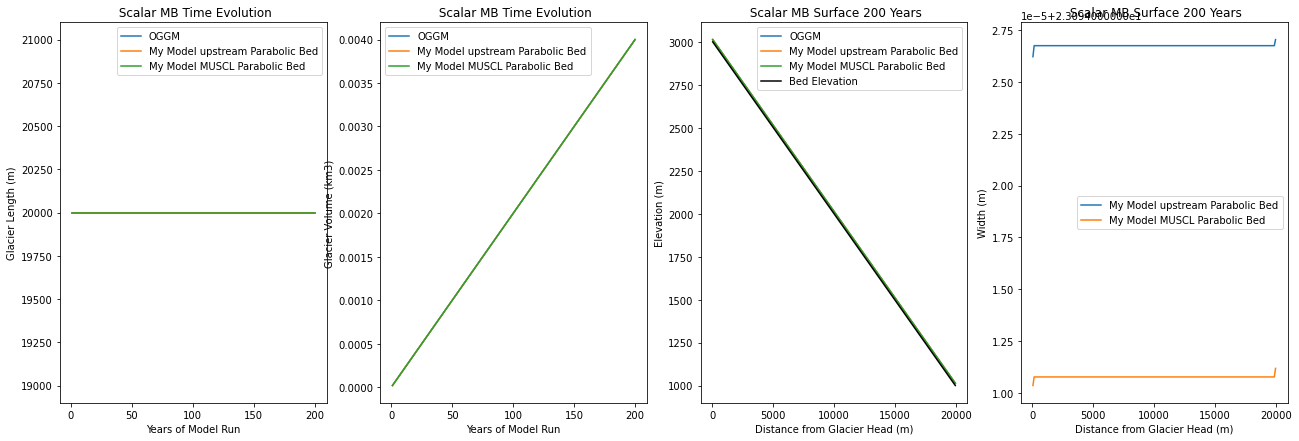 Scalar MB Time Evolution
21000
20750
20500
20250
20000
19750
19500
19250
19000
Glacier Length (m)
OGGM
My Model upstream Parabolic Bed
My Model MUSCL Parabolic Bed
0
50
100
150
200
Years of Model Run
Scalar MB Time Evolution
0.0040
0.0035
0.0030
0.0025
0.0020
0.0015
0.0010
0.0005
0.0000
Glacier Volume (km3)
OGGM
My Model upstream Parabolic Bed
My Model MUSCL Parabolic Bed
0
50
100
150
200
Years of Model Run
Scalar MB Surface 200 Years
3000
2750
2500
2250
2000
1750
1500
1250
1000
Elevation (m)
OGGM
My Model upstream Parabolic Bed
My Model MUSCL Parabolic Bed
Bed Elevation
0
5000
10000
15000
20000
Distance from Glacier Head (m)
Scalar MB Surface 200 Years
1e-5+2.3094000000e1
2.75
2.50
2.25
2.00
1.75
1.50
1.25
1.00
Width (m)
My Model upstream Parabolic Bed
My Model MUSCL Parabolic Bed
0
5000
10000
15000
20000
Distance from Glacier Head (m)